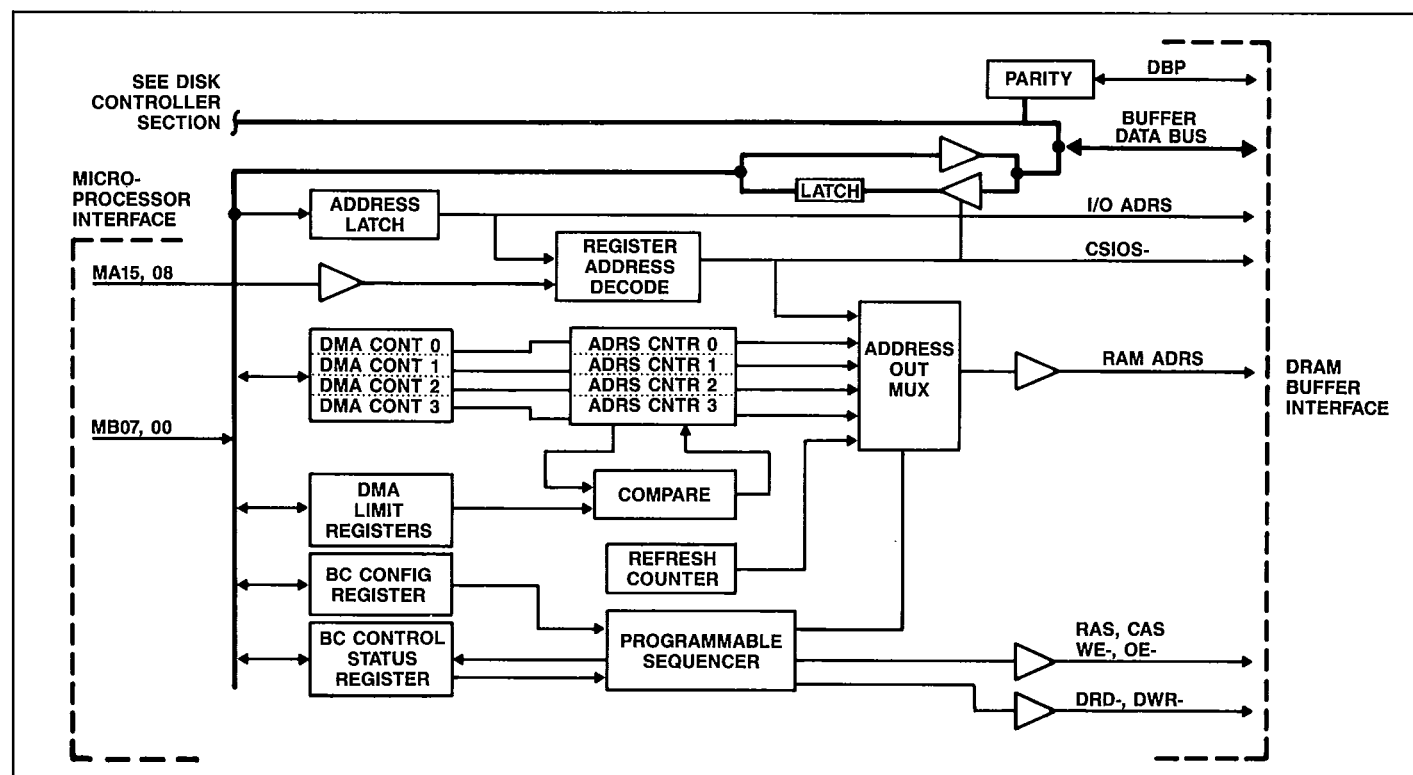 SEE DISK
CONTROLLER
SECTION
PARITY
DBP
BUFFER
DATA BUS
MICRO-
PROCESSOR
INTERFACE
LATCH
ADDRESS
LATCH
I/O ADRS
REGISTER
ADDRESS
DECODE
CSIOS-
MA15, 08
DMA CONT 0
DMA CONT 1
DMA CONT 2
DMA CONT 3
ADRS CNTR 0
ADRS CNTR 1
ADRS CNTR 2
ADRS CNTR 3
ADDRESS
OUT
MUX
RAM ADRS
DRAM
BUFFER
INTERFACE
MB07, 00
DMA
LIMIT
REGISTERS
COMPARE
REFRESH
COUNTER
BC CONFIG
REGISTER
BC CONTROL
STATUS
REGISTER
PROGRAMMABLE
SEQUENCER
RAS, CAS
WE-, OE-
DRD-, DWR-